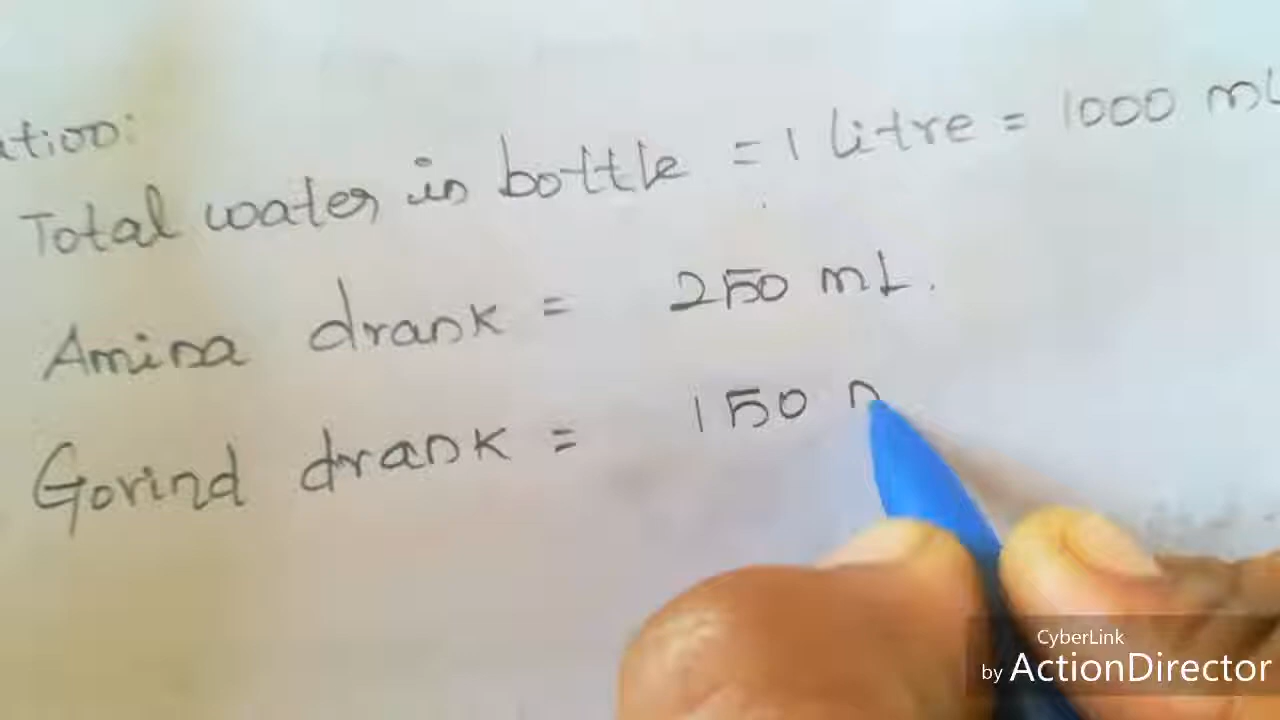 ation:
Total water in bottle = 1 litre = 1000 mL
Amina drank = 250 mL.
Govind drank = 150 m
CyberLink
by ActionDirector